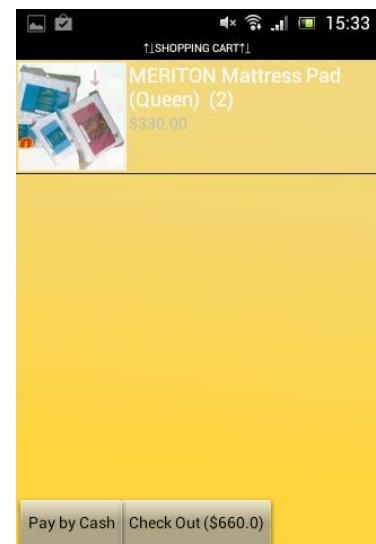 15:33
↑↓SHOPPING CART↑↓
MERITON Mattress Pad
(Queen) (2)
$330.00
Pay by Cash
Check Out ($660.0)